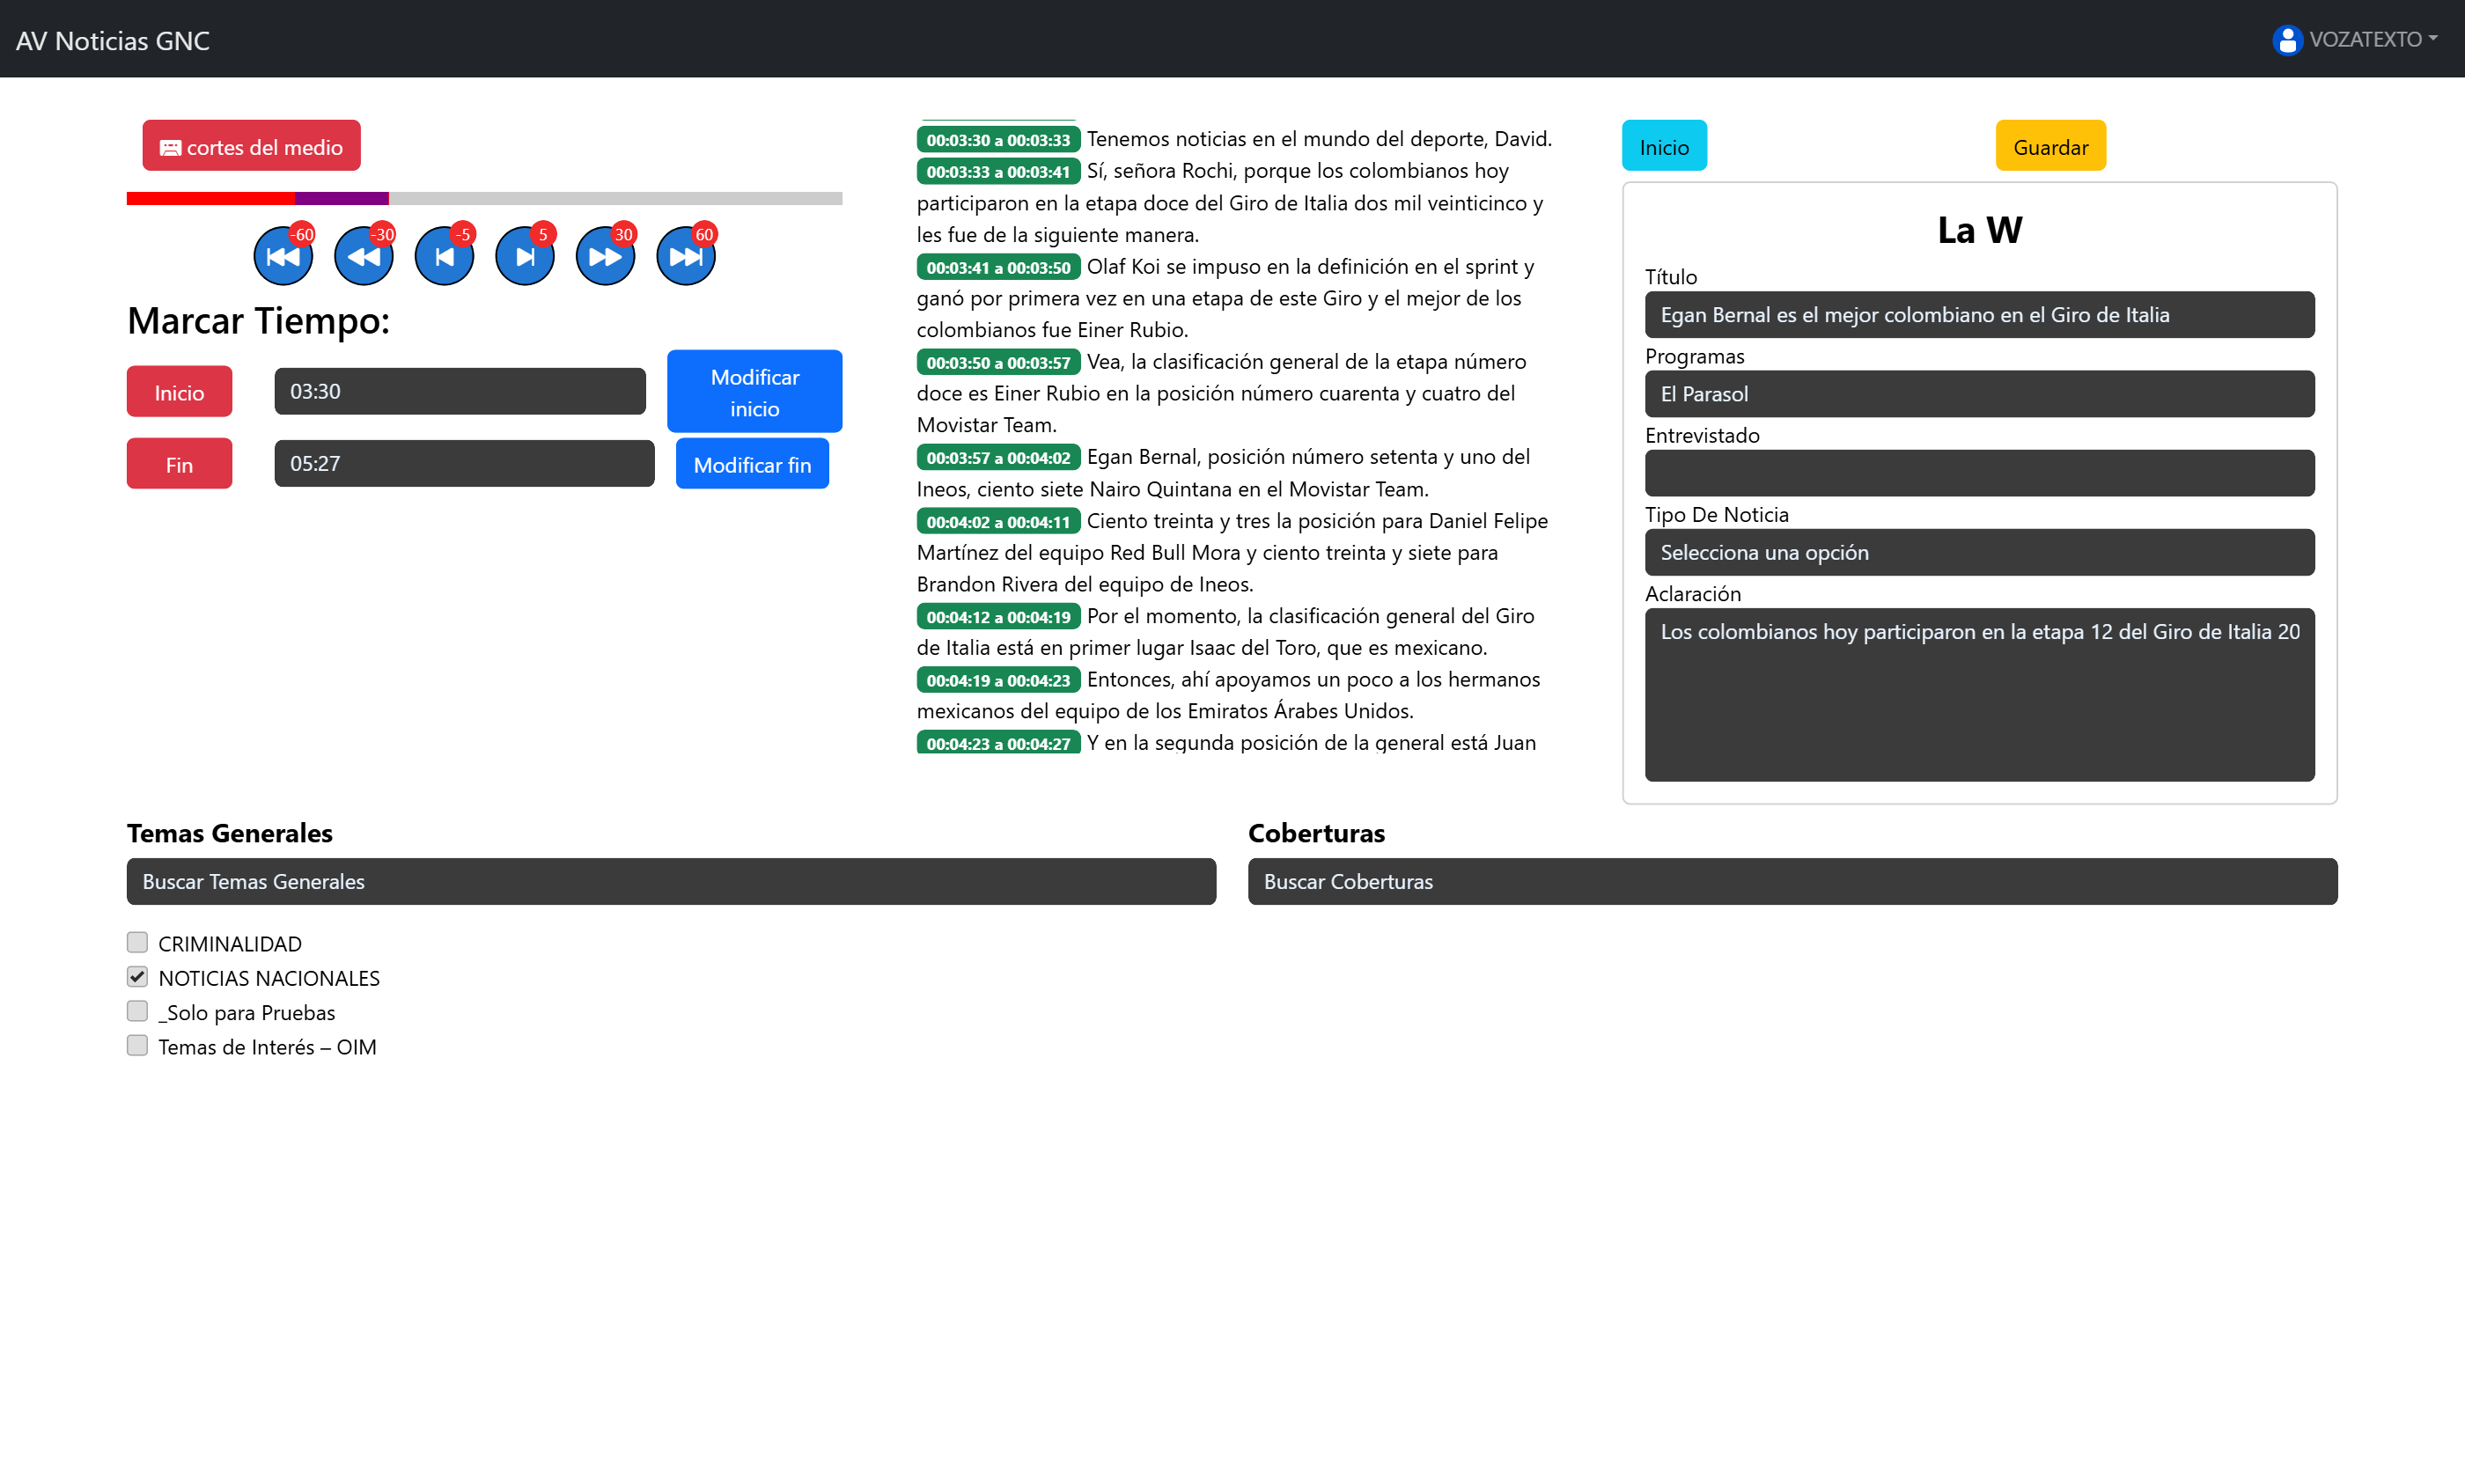 AV Noticias GNC
VOZATEXTO
cortes del medio
-60
-30
-5
5
30
60
Marcar Tiempo:
Inicio
03:30
Modificar
inicio
Fin
05:27
Modificar fin
00:03:30 a 00:03:33 Tenemos noticias en el mundo del deporte, David.
00:03:33 a 00:03:41 Sí, señora Rochi, porque los colombianos hoy
participaron en la etapa doce del Giro de Italia dos mil veinticinco y
les fue de la siguiente manera.
00:03:41 a 00:03:50 Olaf Koi se impuso en la definición en el sprint y
ganó por primera vez en una etapa de este Giro y el mejor de los
colombianos fue Einer Rubio.
00:03:50 a 00:03:57 Vea, la clasificación general de la etapa número
doce es Einer Rubio en la posición número cuarenta y cuatro del
Movistar Team.
00:03:57 a 00:04:02 Egan Bernal, posición número setenta y uno del
Ineos, ciento siete Nairo Quintana en el Movistar Team.
00:04:02 a 00:04:11 Ciento treinta y tres la posición para Daniel Felipe
Martínez del equipo Red Bull Mora y ciento treinta y siete para
Brandon Rivera del equipo de Ineos.
00:04:12 a 00:04:19 Por el momento, la clasificación general del Giro
de Italia está en primer lugar Isaac del Toro, que es mexicano.
00:04:19 a 00:04:23 Entonces, ahí apoyamos un poco a los hermanos
mexicanos del equipo de los Emiratos Árabes Unidos.
00:04:23 a 00:04:27 Y en la segunda posición de la general está Juan
Inicio
Guardar
La W
Título
Egan Bernal es el mejor colombiano en el Giro de Italia
Programas
El Parasol
Entrevistado
Tipo De Noticia
Selecciona una opción
Aclaración
Los colombianos hoy participaron en la etapa 12 del Giro de Italia 20
Temas Generales
Buscar Temas Generales
CRIMINALIDAD
NOTICIAS NACIONALES
_Solo para Pruebas
Temas de Interés – OIM
Coberturas
Buscar Coberturas